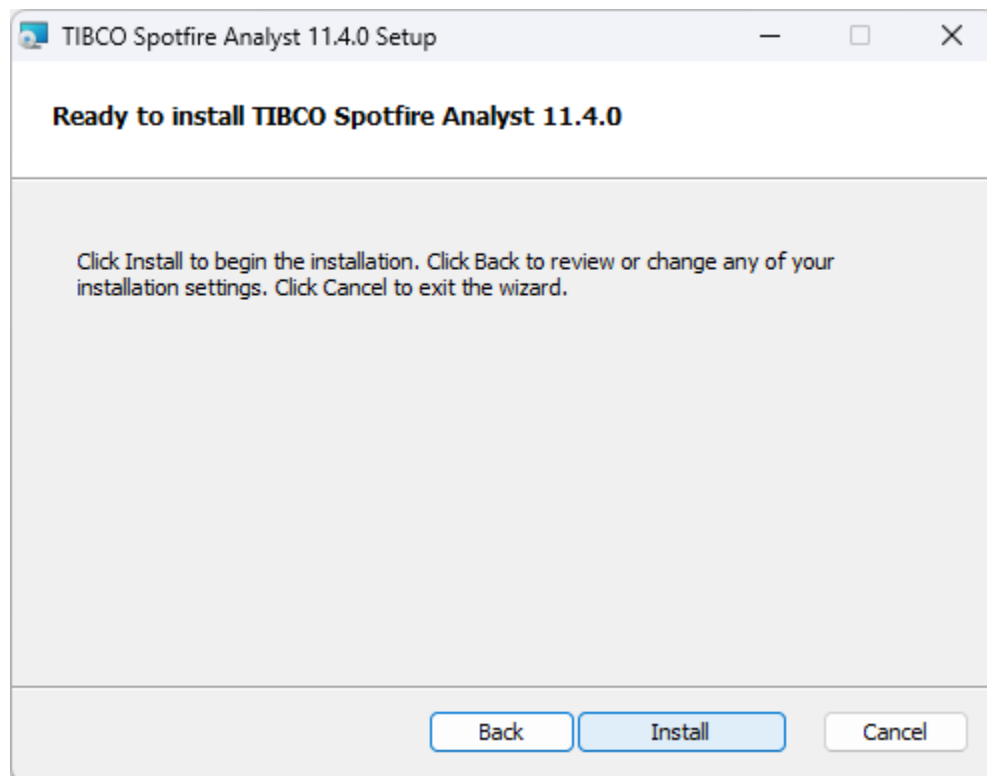 TIBCO Spotfire Analyst 11.4.0 Setup
Ready to install TIBCO Spotfire Analyst 11.4.0
Click Install to begin the installation. Click Back to review or change any of your
installation settings. Click Cancel to exit the wizard.
Back
Install
Cancel